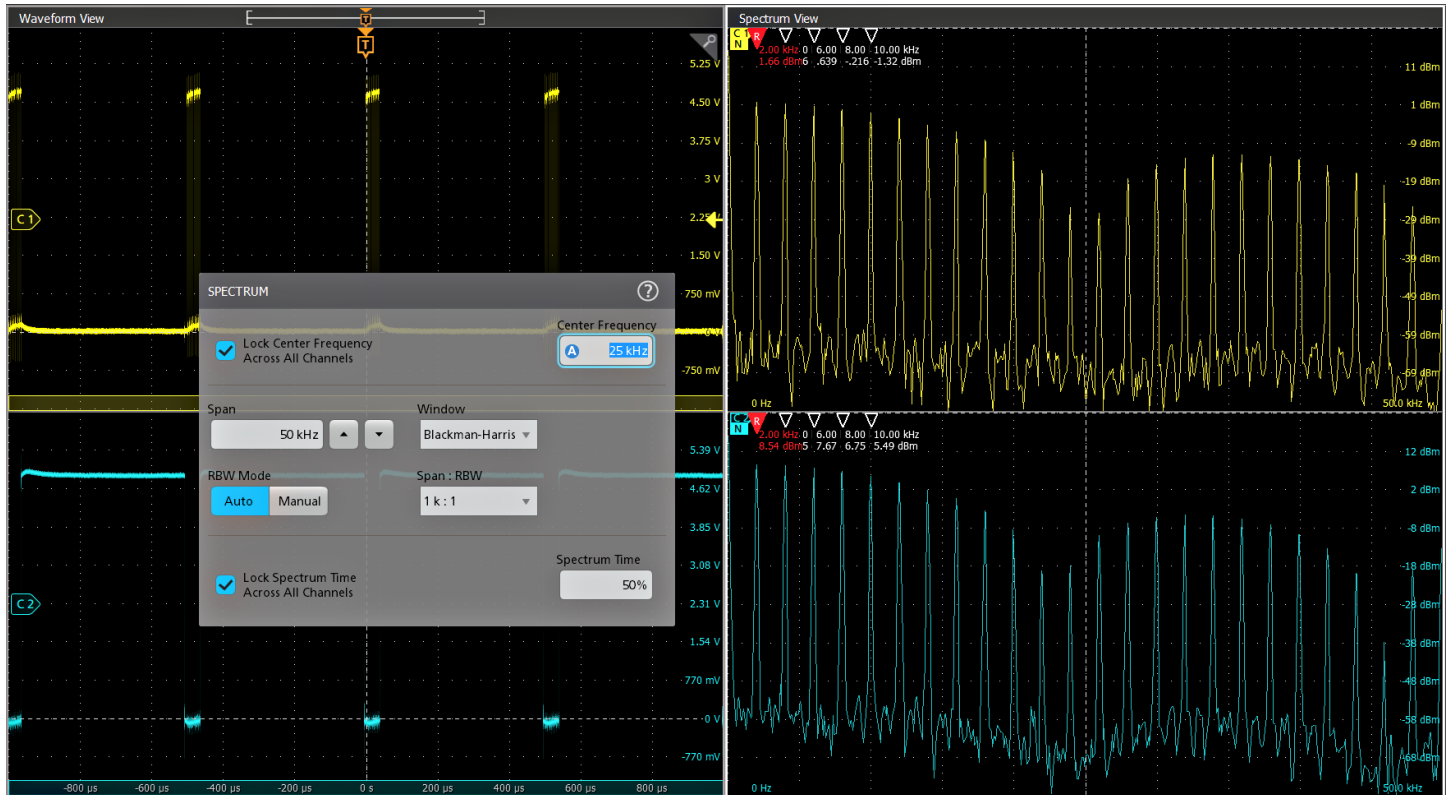 Waveform View
T
T
5.25 V
4.50 V
3.75 V
3 V
C 1
1.50 V
750 mV
-750 mV
5.39 V
4.62 V
3.85 V
3.08 V
C 2
2.31 V
1.54 V
770 mV
0 V
-770 mV
-800 µs -600 µs -400 µs -200 µs 0 s 200 µs 400 µs 600 µs 800 µs
SPECTRUM
?
Lock Center Frequency
Across All Channels
Center Frequency
A 25 kHz
Span
50 kHz
Window
Blackman-Harris
RBW Mode
Auto Manual
Span : RBW
1 k : 1
Lock Spectrum Time
Across All Channels
Spectrum Time
50%
Spectrum View
N
R
2.00 kHz 0 6.00 8.00 10.00 kHz
1.66 dBm 6 .639 -.216 -1.32 dBm
11 dBm
1 dBm
-9 dBm
-19 dBm
-29 dBm
-39 dBm
-49 dBm
-59 dBm
-69 dBm
0 Hz 50.0 kHz
C 2
N
R
2.00 kHz 0 6.00 8.00 10.00 kHz
8.54 dBm 5 7.67 6.75 5.49 dBm
12 dBm
2 dBm
-8 dBm
-18 dBm
-28 dBm
-38 dBm
-48 dBm
-58 dBm
-68 dBm
0 Hz 50.0 kHz